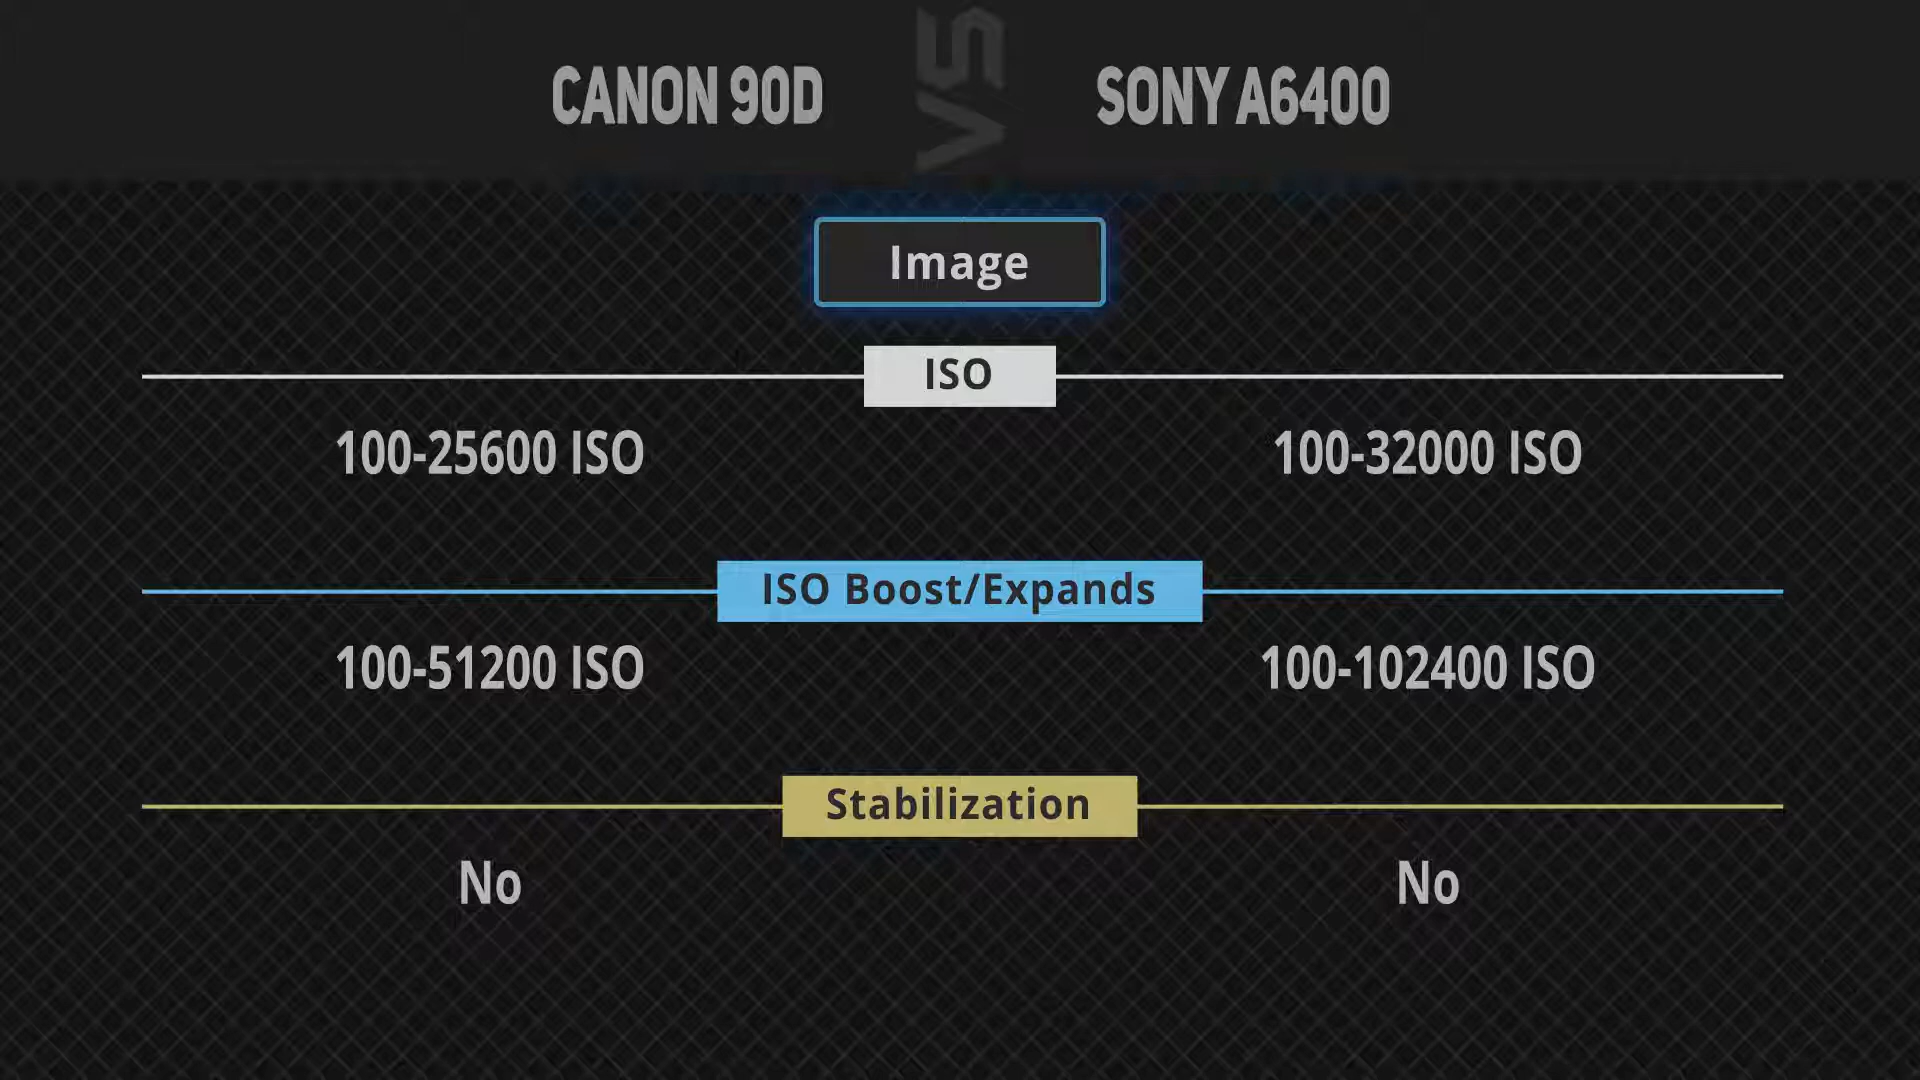 CANON 90D VS SONY A6400
Image
ISO
100-25600 ISO 100-32000 ISO
ISO Boost/Expands
100-51200 ISO 100-102400 ISO
Stabilization
No No